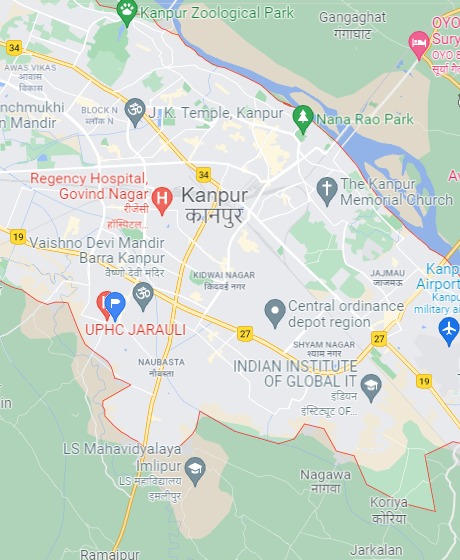 Kanpur Zoological Park
Gangaghat
गंगाघाट
OYO
Sury
OYO
सूर्या गे
34
AWAS VIKAS
आवास
विकास
nchmukhi
n Mandir
BLOCK N
ब्लॉक न
J. K. Temple, Kanpur
Nana Rao Park
Regency Hospital,
Govind Nagar
रीजेंसी
हॉस्पिटल...
34
Kanpur
कानपुर
The Kanpur
Memorial Church
19
Vaishno Devi Mandir
Barra Kanpur
वैष्णो देवी मंदिर
KIDWAI NAGAR
किदवई नगर
JAJMAU
जाजमऊ
Kanp
Airport
Kanpu
military ai
UPHC JARAULI
Central ordinance
depot region
27
27
SHYAM NAGAR
श्याम नगर
NAUBASTA
नौबस्ता
INDIAN INSTITUTE
OF GLOBAL IT
इंडियन
इंस्टिट्यूट OF...
19
in
LS Mahavidyalaya
Imlipur
LS महाविद्यालय
इमलीपुर
Nagawa
नागवा
Koriya
कोरिया
Jarkalan
Ramaipur